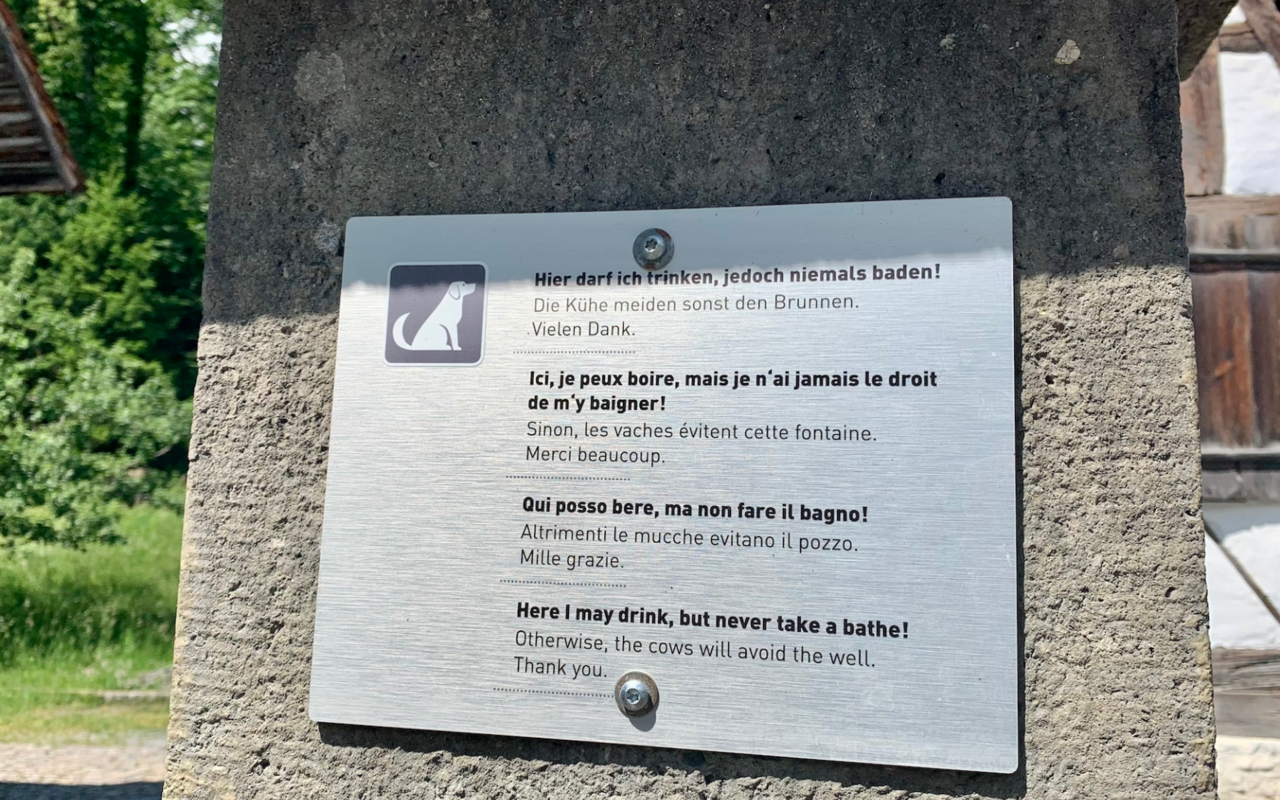 Hier darf ich trinken, jedoch niemals baden!
Die Kühe meiden sonst den Brunnen.
Vielen Dank.
Ici, je peux boire, mais je n‘ai jamais le droit
de m‘y baigner!
Sinon, les vaches évitent cette fontaine.
Merci beaucoup.
Qui posso bere, ma non fare il bagno!
Altrimenti le mucche evitano il pozzo.
Mille grazie.
Here I may drink, but never take a bathe!
Otherwise, the cows will avoid the well.
Thank you.